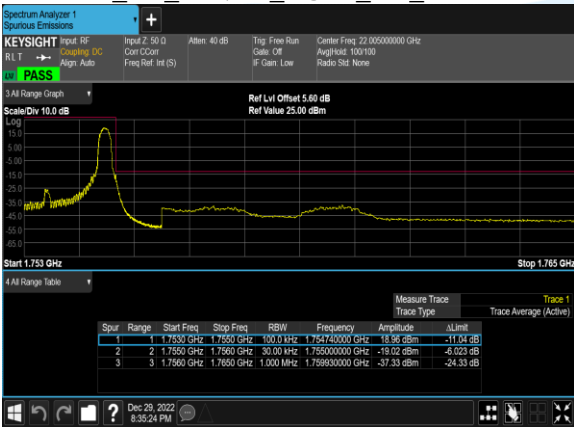 Spectrum Analyzer 1
Spurious Emissions
+
KEYSIGHT Input: RF Input Z: 50 Ω Atten: 40 dB Trig: Free Run Center Freq: 22.005000000 GHz
RLT Coupling: DC Corr CCorr Gate: Off Avg|Hold: 100/100
Align: Auto Freq Ref: Int (S) IF Gain: Low Radio Std: None
LW PASS
3 All Range Graph
Ref Lvl Offset 5.60 dB
Scale/Div 10.0 dB Ref Value 25.00 dBm
Log
15.0
5.00
-5.00
-15.0
-25.0
-35.0
-45.0
-55.0
-65.0
Start 1.753 GHz Stop 1.765 GHz
4 All Range Table
Measure Trace Trace 1
Trace Type Trace Average (Active)
Spur Range Start Freq Stop Freq RBW Frequency Amplitude ΔLimit
1 1 1.7530 GHz 1.7550 GHz 100.0 kHz 1.754740000 GHz 18.96 dBm -11.04 dB
2 2 1.7550 GHz 1.7560 GHz 30.00 kHz 1.755000000 GHz -19.02 dBm -6.023 dB
3 3 1.7560 GHz 1.7650 GHz 1.000 MHz 1.759930000 GHz -37.33 dBm -24.33 dB
? Dec 29, 2022
8:35:24 PM